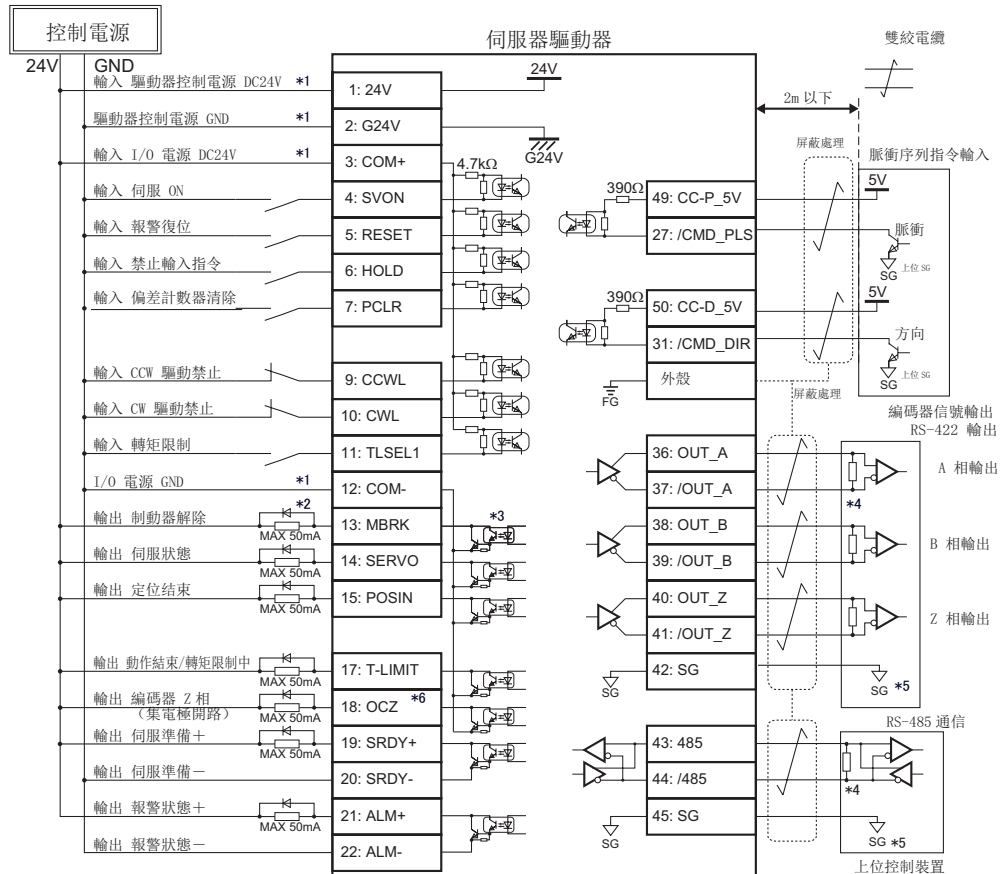 控制電源
24V
GND
伺服器驅動器
雙絞電纜
輸入 驅動器控制電源 DC24V *1
1: 24V
24V
2m 以下
驅動器控制電源 GND *1
2: G24V
G24V
屏蔽處理
輸入 I/O 電源 DC24V *1
3: COM+
4.7kΩ
脈衝序列指令輸入
輸入 伺服 ON
4: SVON
390Ω
49: CC-P_5V
5V
輸入 報警復位
5: RESET
27: /CMD_PLS
脈衝
SG 上位 SG
輸入 禁止輸入指令
6: HOLD
輸入 偏差計數器清除
7: PCLR
390Ω
50: CC-D_5V
5V
31: /CMD_DIR
方向
SG 上位 SG
輸入 CCW 驅動禁止
9: CCWL
外殼
FG
屏蔽處理
輸入 CW 驅動禁止
10: CWL
編碼器信號輸出
RS-422 輸出
輸入 轉矩限制
11: TLSEL1
36: OUT_A
A 相輸出
I/O 電源 GND *1
12: COM-
37: /OUT_A
*4
*2
輸出 制動器解除
MAX 50mA
13: MBRK
*3
38: OUT_B
B 相輸出
輸出 伺服狀態
MAX 50mA
14: SERVO
39: /OUT_B
輸出 定位结束
MAX 50mA
15: POSIN
40: OUT_Z
Z 相輸出
41: /OUT_Z
輸出 動作結束/轉矩限制中
MAX 50mA
17: T-LIMIT
42: SG
SG
SG *5
輸出 編碼器 Z 相
(集電極開路)
MAX 50mA
18: OCZ *6
RS-485 通信
輸出 伺服準備＋
MAX 50mA
19: SRDY+
43: 485
輸出 伺服準備－
20: SRDY-
44: /485
*4
輸出 報警狀態＋
MAX 50mA
21: ALM+
45: SG
SG
SG *5
輸出 報警狀態－
22: ALM-
上位控制裝置